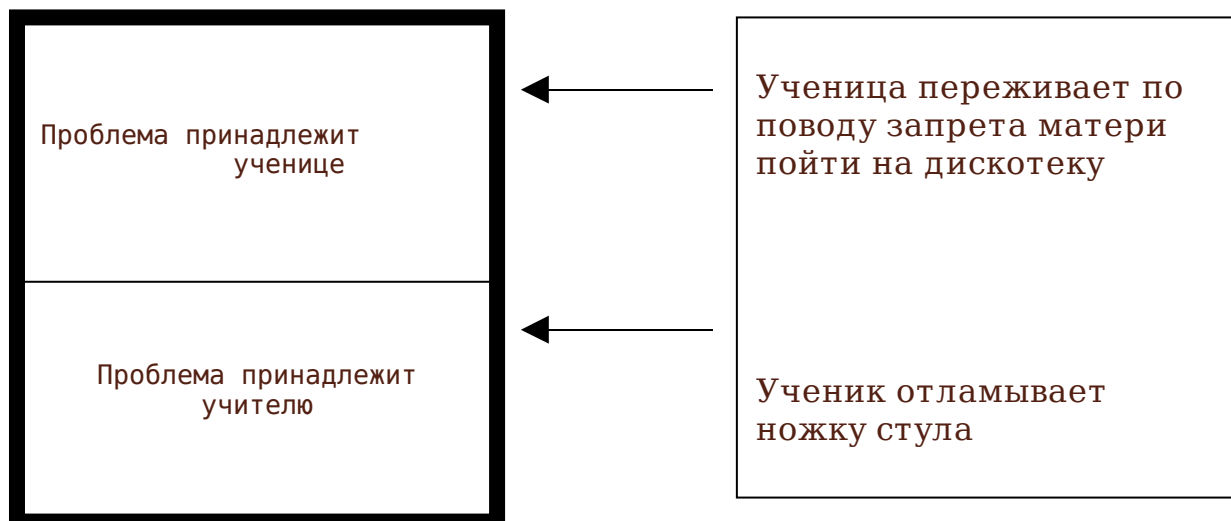 Проблема принадлежит
ученице
Проблема принадлежит
учителю
Ученица переживает по
поводу запрета матери
пойти на дискотеку
Ученик отламывает
ножку стула